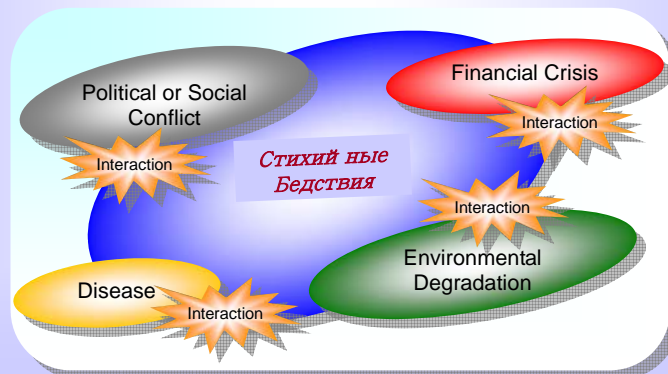 Political or Social
Conflict
Financial Crisis
Interaction
Interaction
Стихий ные
Бедствия
Interaction
Environmental
Degradation
Disease
Interaction